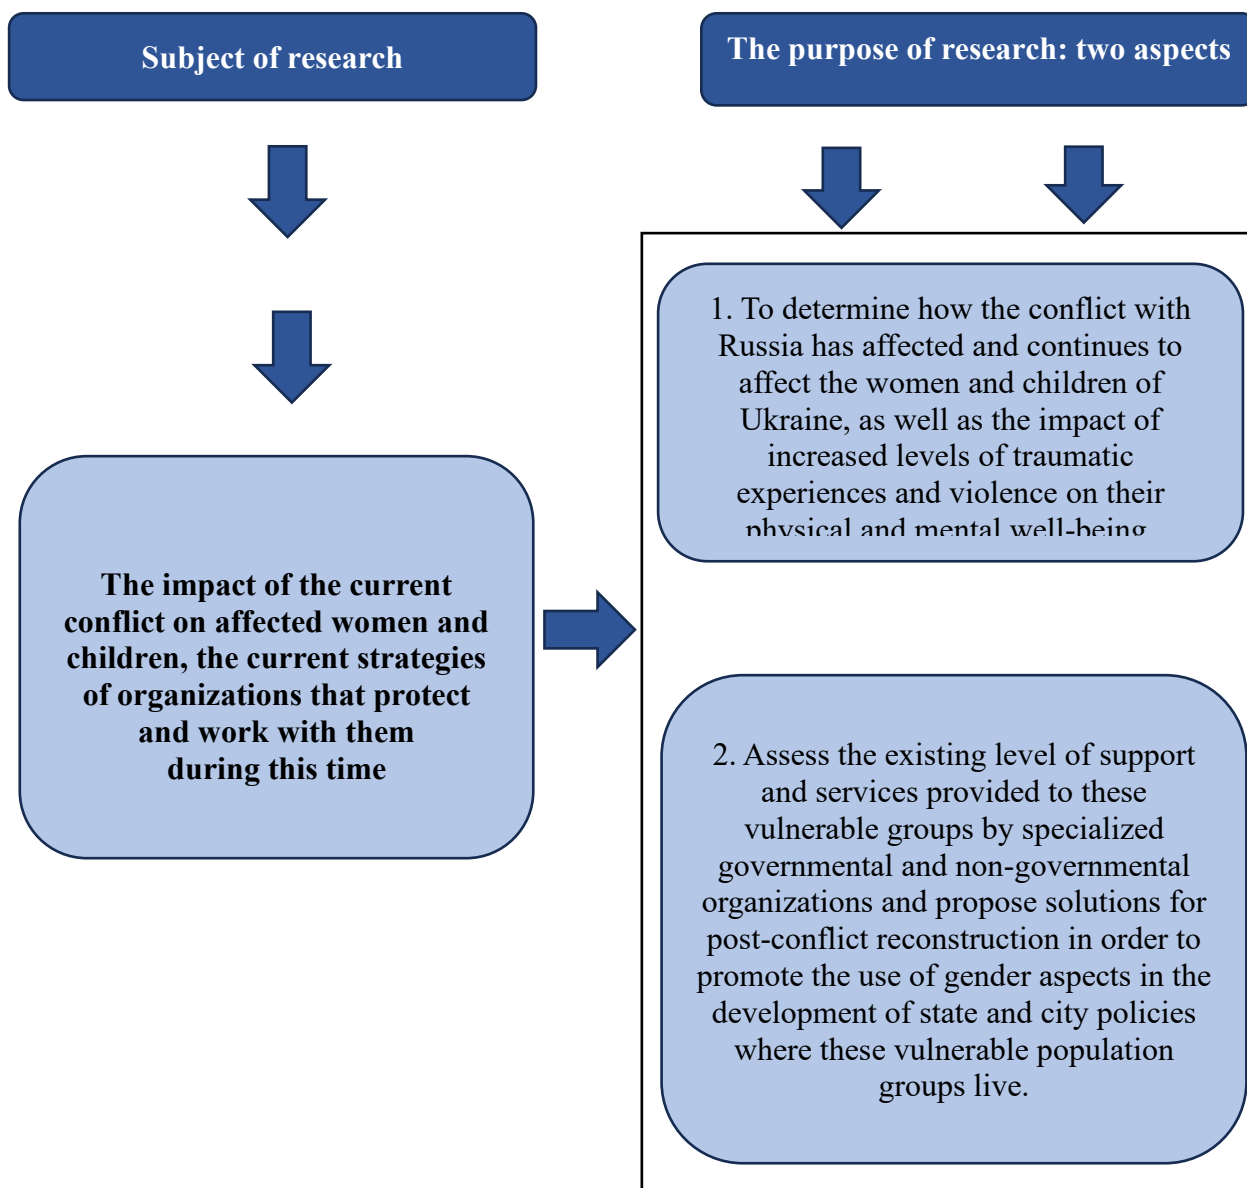 Subject of research
The purpose of research: two aspects
The impact of the current
conflict on affected women and
children, the current strategies
of organizations that protect
and work with them
during this time
1. To determine how the conflict with
Russia has affected and continues to
affect the women and children of
Ukraine, as well as the impact of
increased levels of traumatic
experiences and violence on their
physical and mental well-being
2. Assess the existing level of support
and services provided to these
vulnerable groups by specialized
governmental and non-governmental
organizations and propose solutions for
post-conflict reconstruction in order to
promote the use of gender aspects in the
development of state and city policies
where these vulnerable population
groups live.